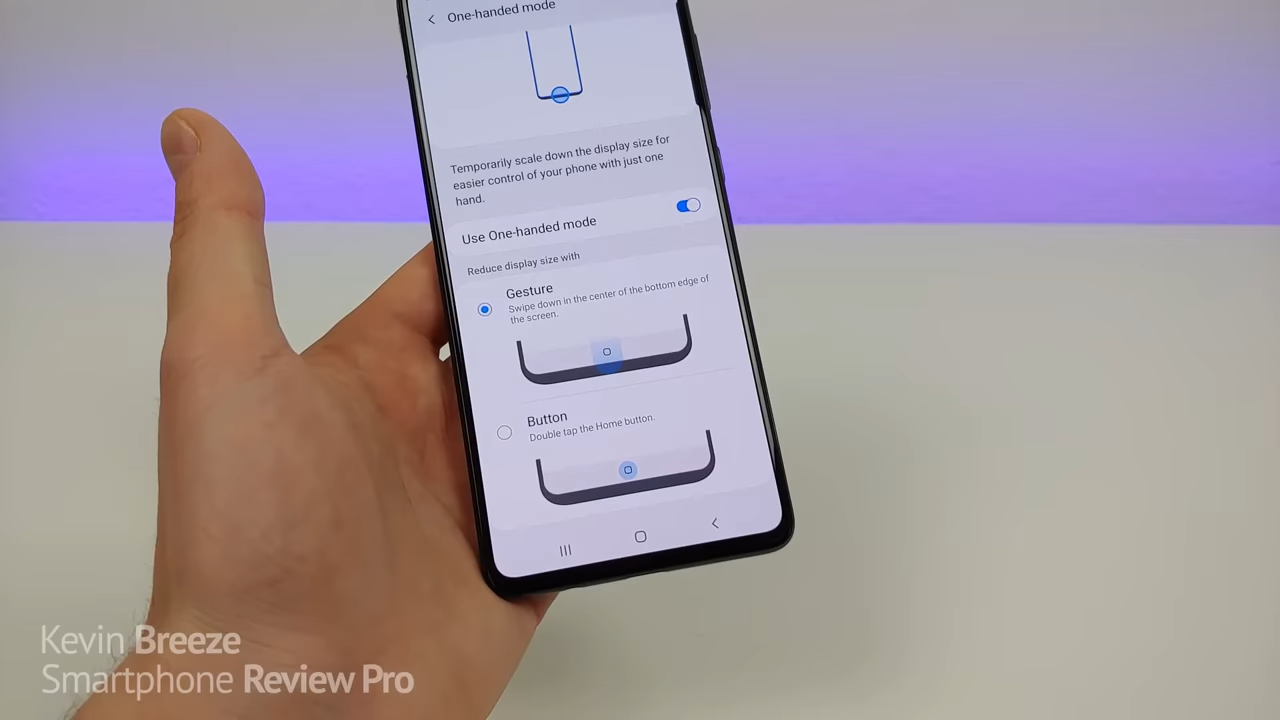 One-handed mode
Temporarily scale down the display size for
easier control of your phone with just one
hand.
Use One-handed mode
Reduce display size with
Gesture
Swipe down in the center of the bottom edge of
the screen.
Button
Double tap the Home button.
Kevin Breeze
Smartphone Review Pro